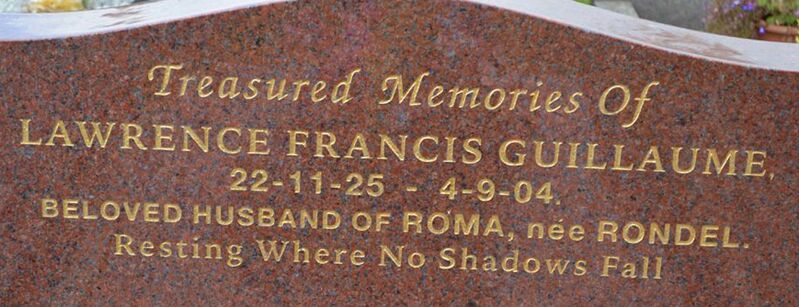 Treasured Memories Of
LAWRENCE FRANCIS GUILLAUME,
22-11-25 - 4-9-04.
BELOVED HUSBAND OF ROMA, née RONDEL.
Resting Where No Shadows Fall